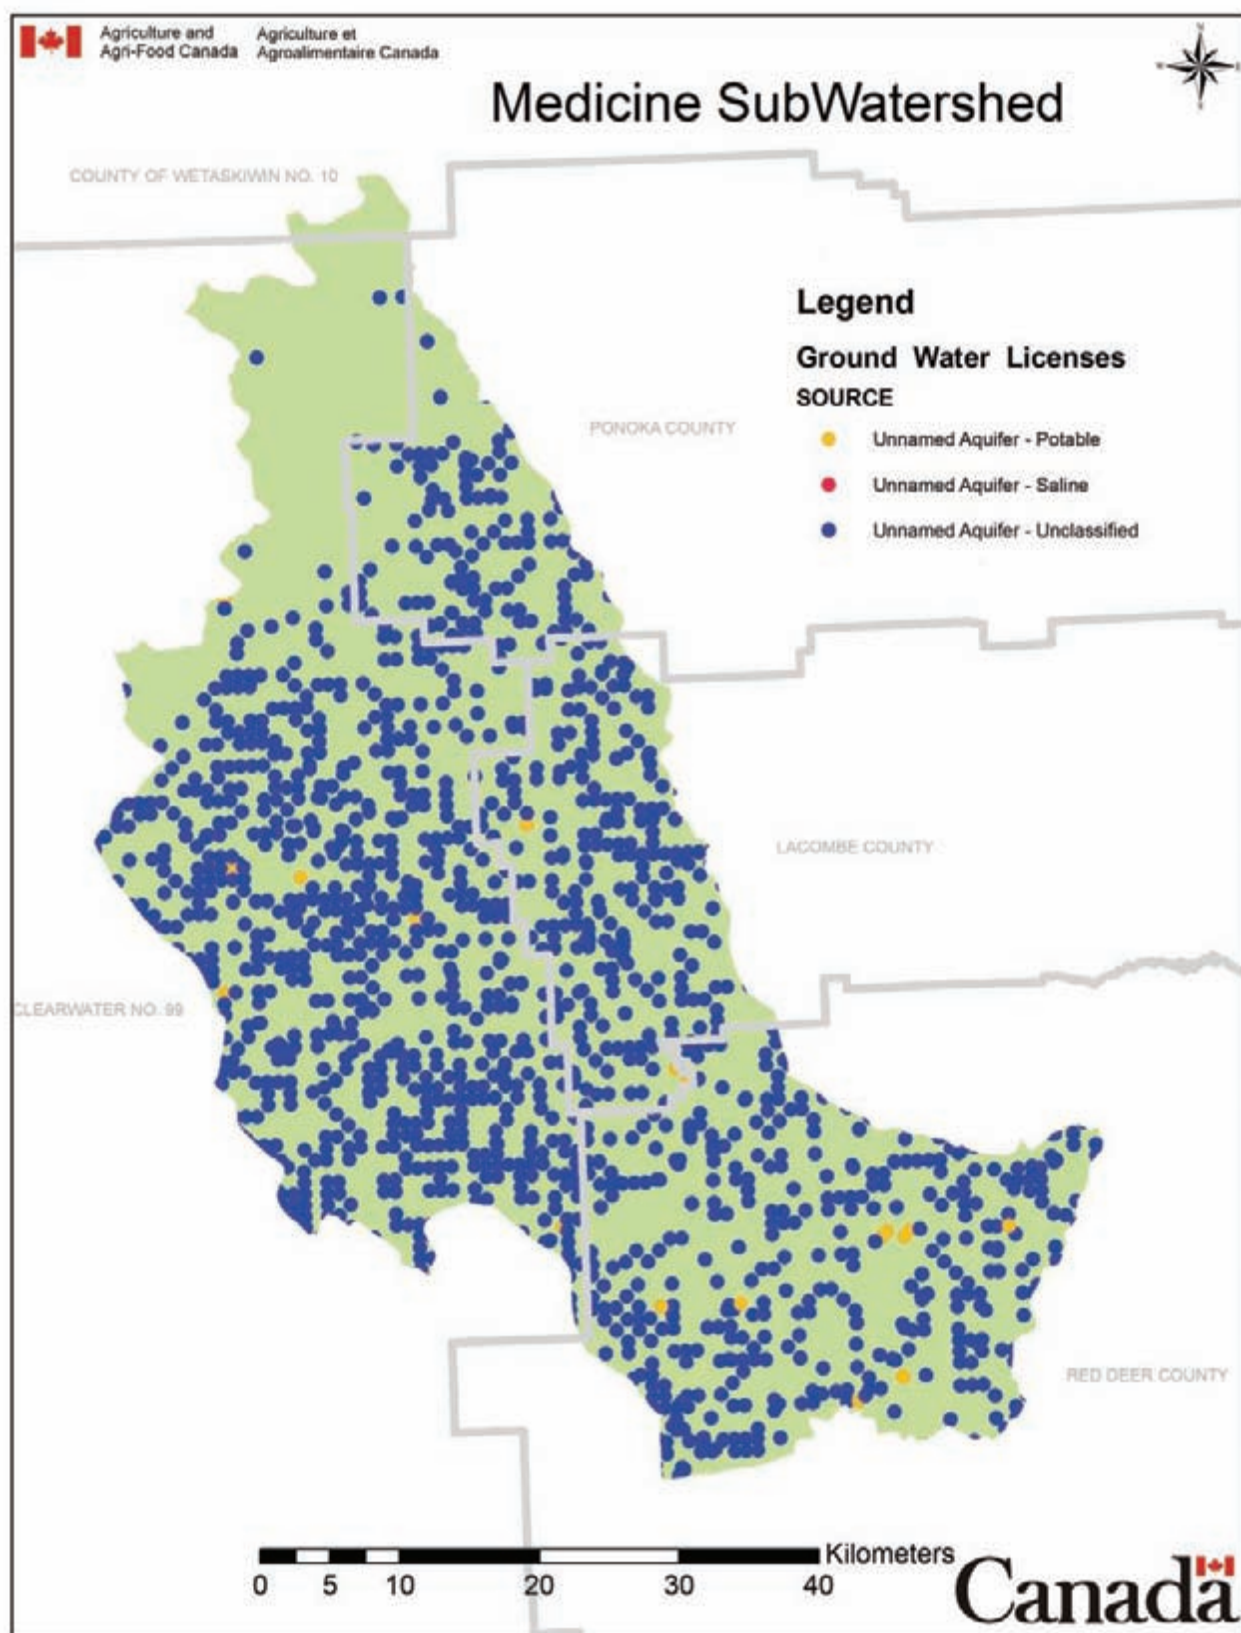 Agriculture and Agriculture et
Agri-Food Canada Agroalimentaire Canada
Medicine SubWatershed
COUNTY OF WETASKIWIN NO. 10
Legend
Ground Water Licenses
SOURCE
Unnamed Aquifer - Potable
PONOKA COUNTY
Unnamed Aquifer - Saline
Unnamed Aquifer - Unclassified
LACOMBE COUNTY
CLEARWATER NO. 99
RED DEER COUNTY
Kilometers
0 5 10 20 30 40
Canada